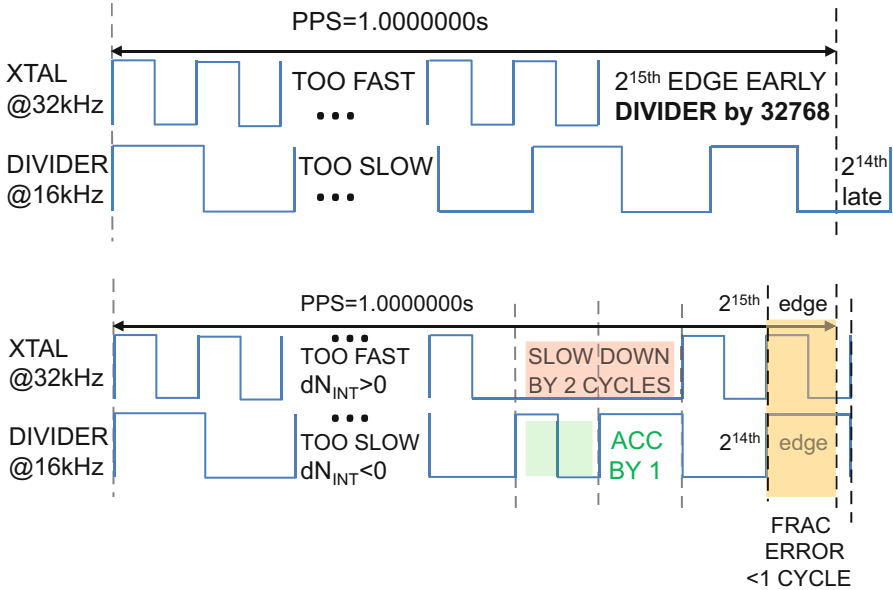 PPS=1.0000000s
XTAL
@32kHz
TOO FAST
•••
2^15th EDGE EARLY
DIVIDER by 32768
DIVIDER
@16kHz
TOO SLOW
•••
2^14th
late
PPS=1.0000000s
2^15th edge
XTAL
@32kHz
•••
TOO FAST
dN_INT>0
SLOW DOWN
BY 2 CYCLES
DIVIDER
@16kHz
•••
TOO SLOW
dN_INT<0
ACC
BY 1
2^14th edge
FRAC
ERROR
<1 CYCLE